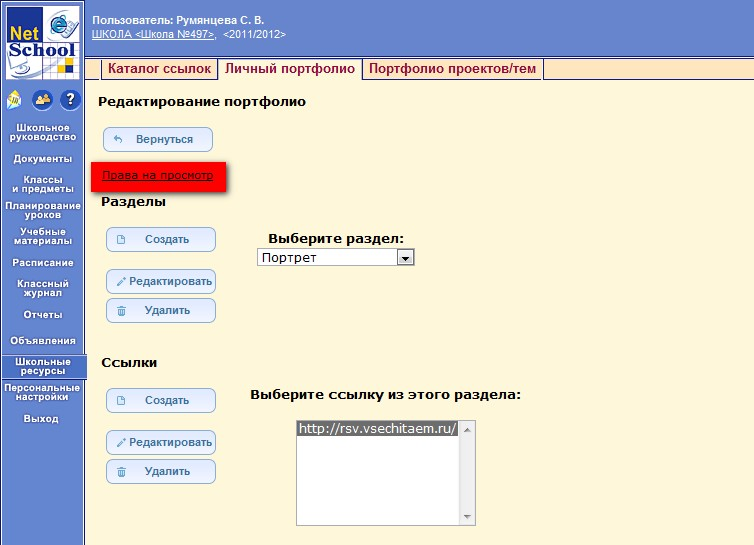 Net School
Пользователь: Румянцева С. В.
ШКОЛА <Школа №497>, <2011/2012>
Каталог ссылок
Личный портфолио
Портфолио проектов/тем
?
Школьное
руководство
Документы
Классы
и предметы
Планирование
уроков
Учебные
материалы
Расписание
Классный
журнал
Отчеты
Объявления
Школьные
ресурсы
Персональные
настройки
Выход
Редактирование портфолио
Вернуться
Права на просмотр
Разделы
Создать
Выберите раздел:
Портрет
Редактировать
Удалить
Ссылки
Создать
Выберите ссылку из этого раздела:
http://rsv.vsechitaem.ru/
Редактировать
Удалить